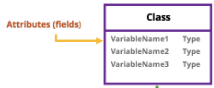 Class
Attributes (fields)
VariableName1 Type
VariableName2 Type
VariableName3 Type